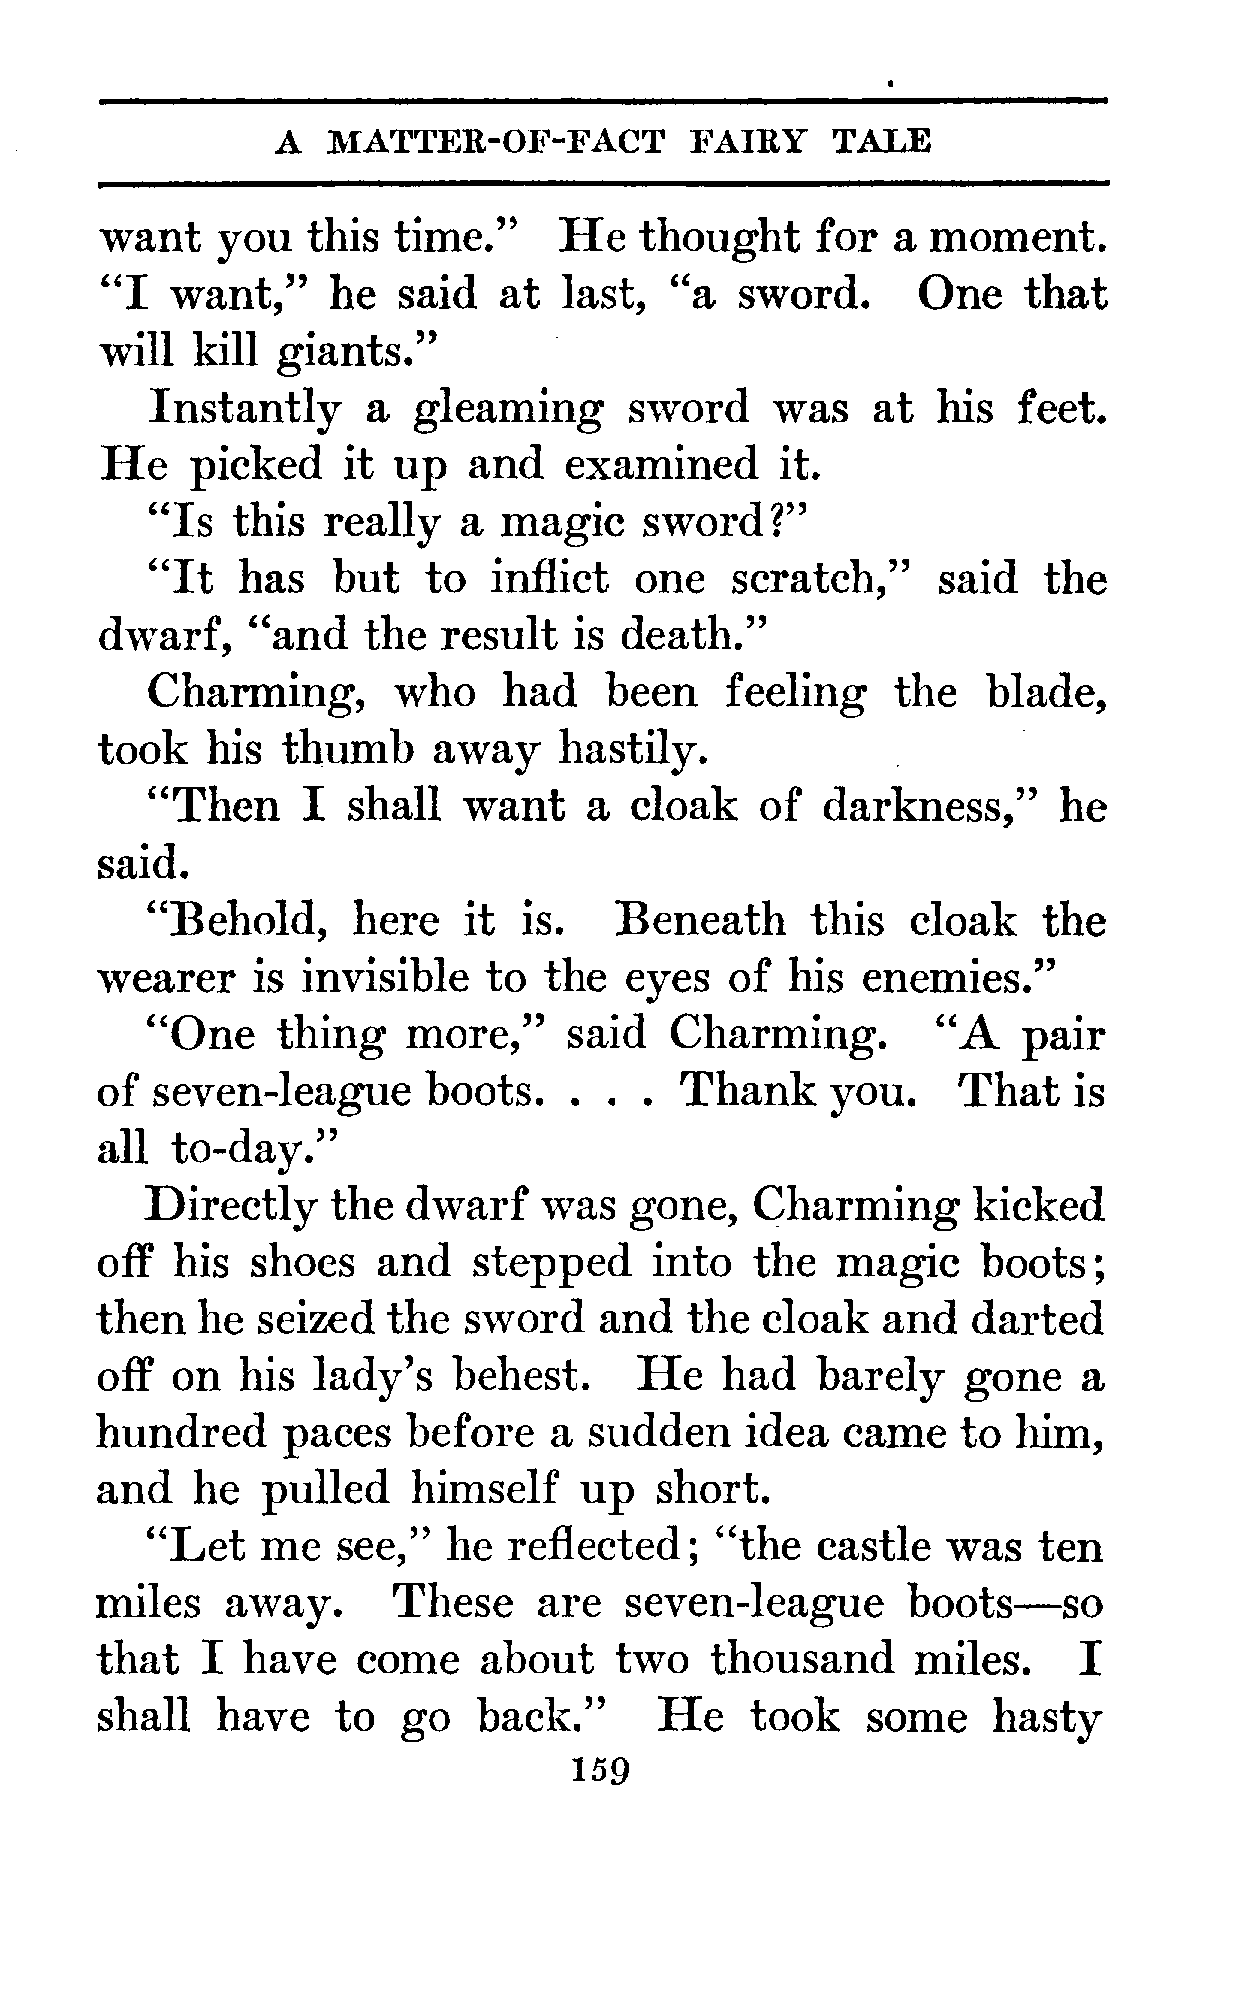 A MATTER-OF-FACT FAIRY TALE
want you this time." He thought for a moment.
"I want," he said at last, "a sword. One that
will kill giants."
Instantly a gleaming sword was at his feet.
He picked it up and examined it.
"Is this really a magic sword?"
"It has but to inflict one scratch," said the
dwarf, "and the result is death."
Charming, who had been feeling the blade,
took his thumb away hastily.
"Then I shall want a cloak of darkness," he
said.
"Behold, here it is. Beneath this cloak the
wearer is invisible to the eyes of his enemies."
"One thing more," said Charming. "A pair
of seven-league boots. . . . Thank you. That is
all to-day."
Directly the dwarf was gone, Charming kicked
off his shoes and stepped into the magic boots;
then he seized the sword and the cloak and darted
off on his lady's behest. He had barely gone a
hundred paces before a sudden idea came to him,
and he pulled himself up short.
"Let me see," he reflected; "the castle was ten
miles away. These are seven-league boots—so
that I have come about two thousand miles. I
shall have to go back." He took some hasty
159